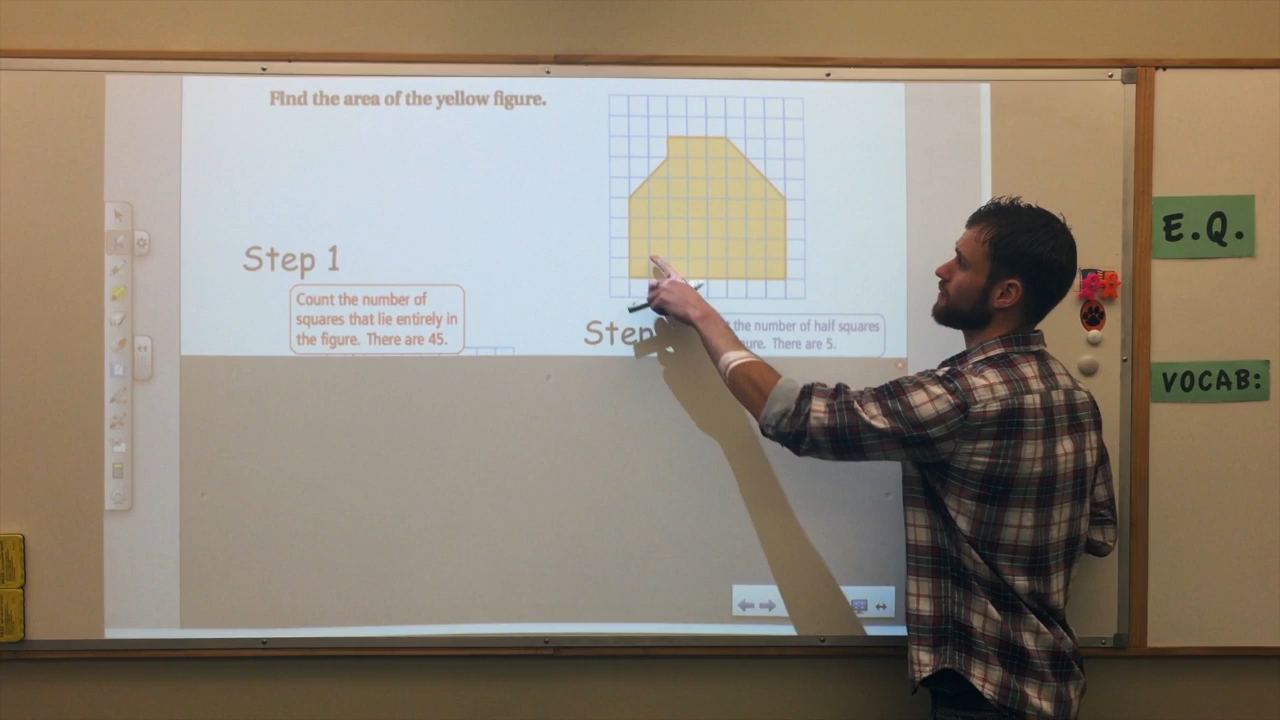 Find the area of the yellow figure.
Step 1
Count the number of
squares that lie entirely in
the figure. There are 45.
Step
the number of half squares
There are 5.
E.Q.
VOCAB: